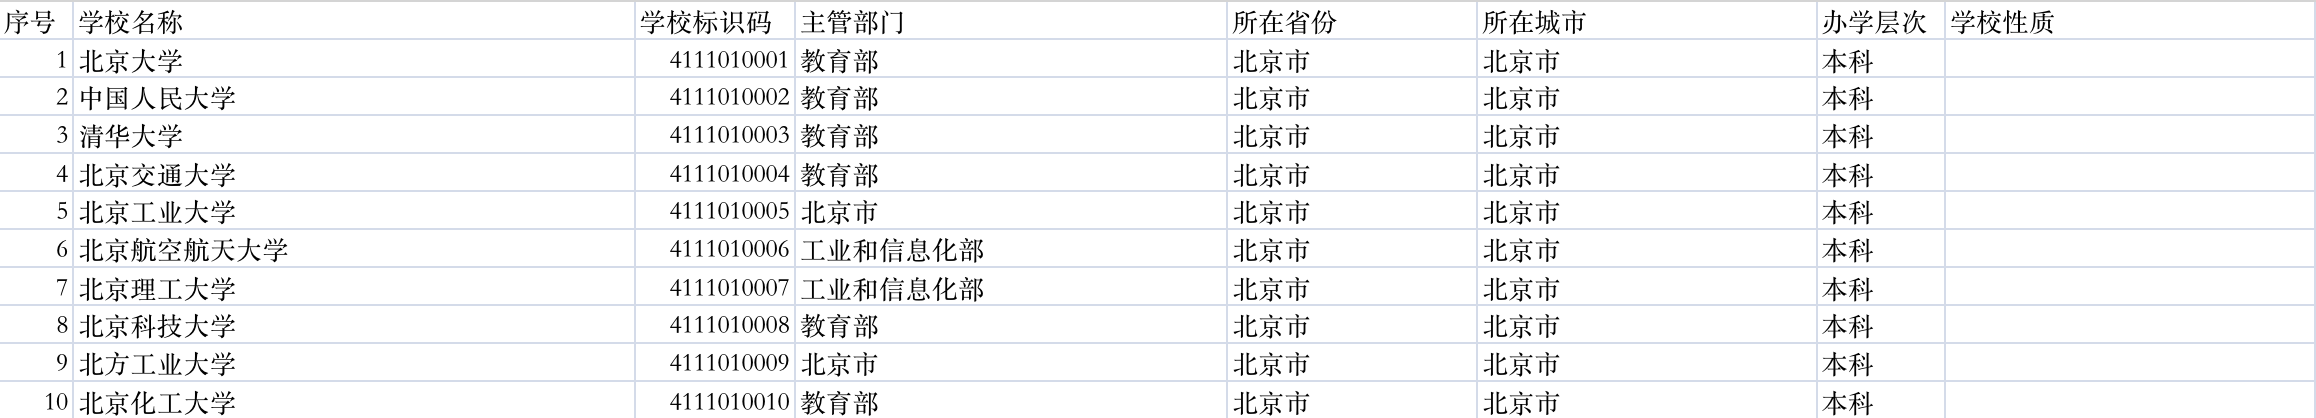 序号 学校名称 学校标识码 主管部门 所在省份 所在城市 办学层次 学校性质
1 北京大学 4111010001 教育部 北京市 北京市 本科
2 中国人民大学 4111010002 教育部 北京市 北京市 本科
3 清华大学 4111010003 教育部 北京市 北京市 本科
4 北京交通大学 4111010004 教育部 北京市 北京市 本科
5 北京工业大学 4111010005 北京市 北京市 北京市 本科
6 北京航空航天大学 4111010006 工业和信息化部 北京市 北京市 本科
7 北京理工大学 4111010007 工业和信息化部 北京市 北京市 本科
8 北京科技大学 4111010008 教育部 北京市 北京市 本科
9 北方工业大学 4111010009 北京市 北京市 北京市 本科
10 北京化工大学 4111010010 教育部 北京市 北京市 本科